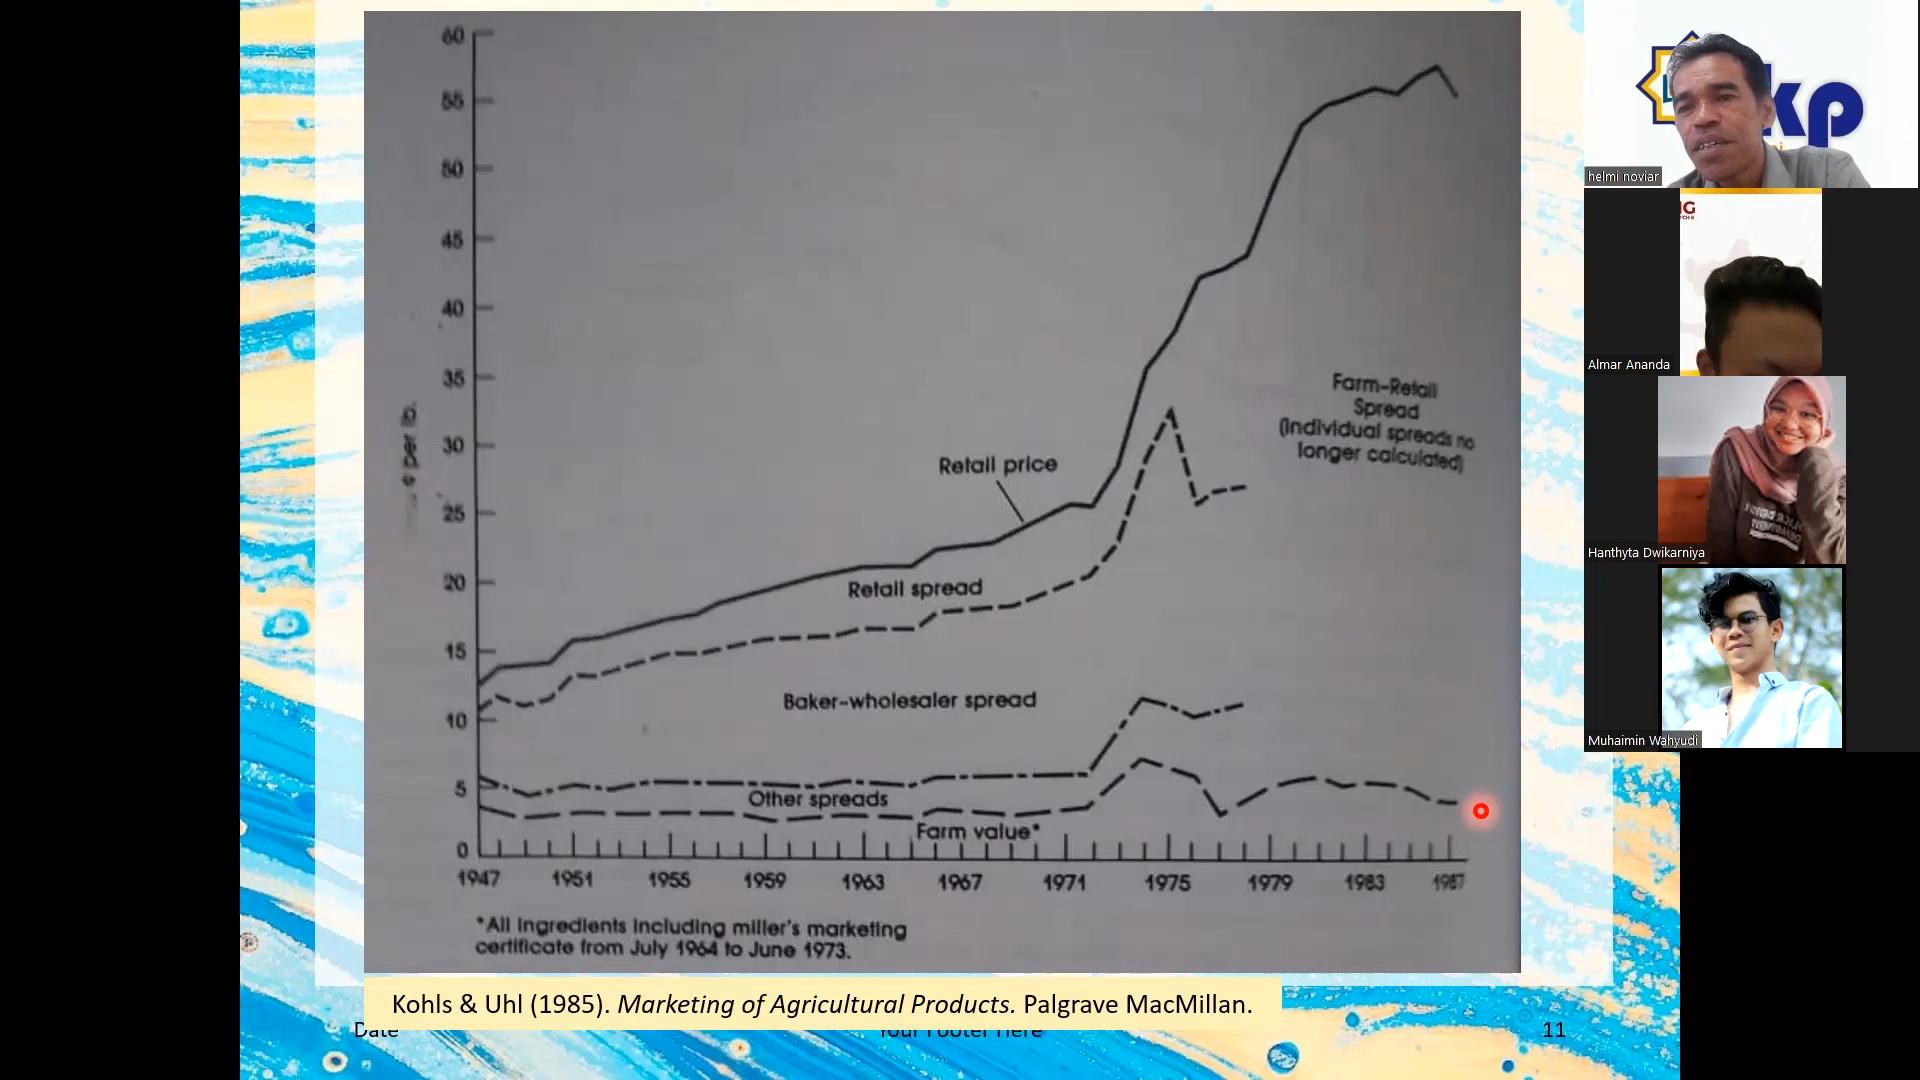 60
55
50
45
40
35
30
25
20
15
10
5
0
¢ per lb.
Retail price
Farm-Retail
Spread
(Individual spreads no
longer calculated)
Retail spread
Baker-wholesaler spread
Other spreads
Farm value*
1947 1951 1955 1959 1963 1967 1971 1975 1979 1983 1987
*All ingredients including miller's marketing
certificate from July 1964 to June 1973.
Kohls & Uhl (1985). Marketing of Agricultural Products. Palgrave MacMillan.
Date Your Footer Here 11
kp
helmi noviar
NG
Almar Ananda
Hanthyta Dwikarniya
Muhaimin Wahyudi